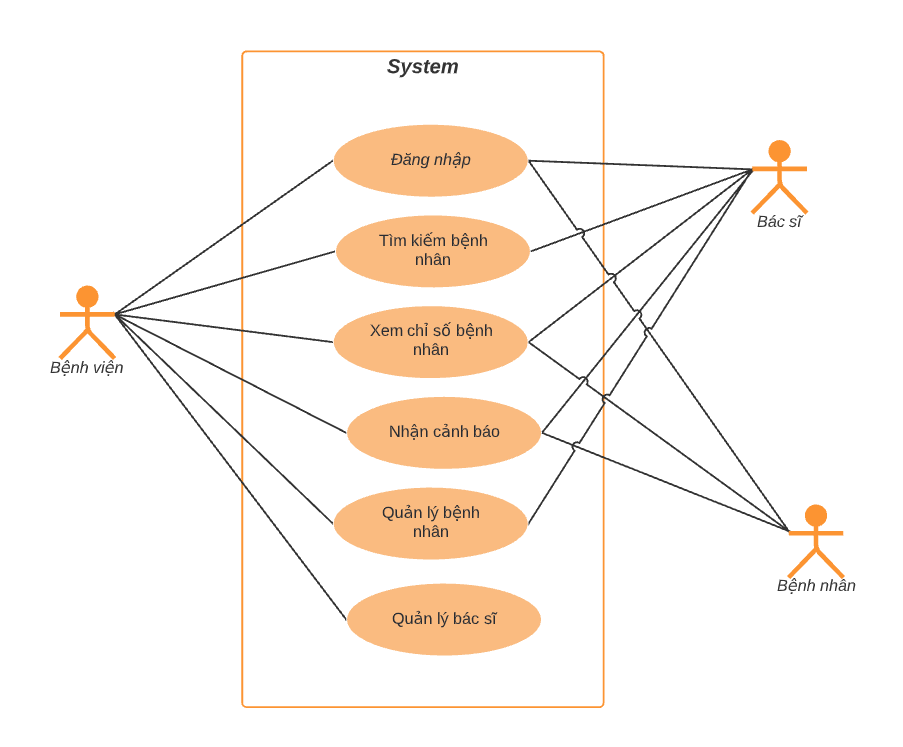 System
Đăng nhập
Tìm kiếm bệnh
nhân
Xem chỉ số bệnh
nhân
Nhận cảnh báo
Quản lý bệnh
nhân
Quản lý bác sĩ
Bệnh viện
Bác sĩ
Bệnh nhân